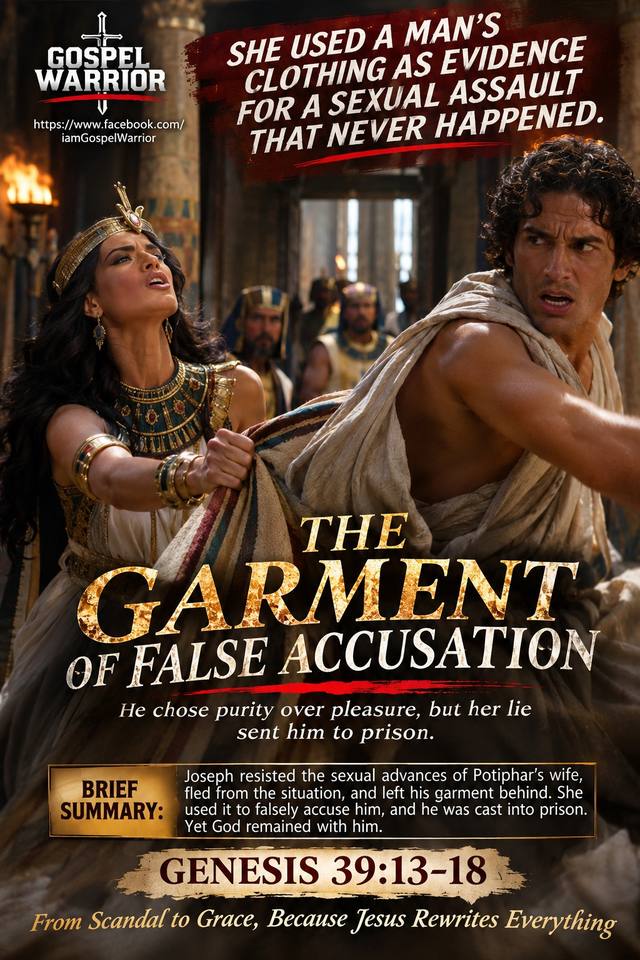 GOSPEL
WARRIOR
https://www.facebook.com/
iamGospelWarrior
SHE USED A MAN'S
CLOTHING AS EVIDENCE
FOR A SEXUAL ASSAULT
THAT NEVER HAPPENED.
THE
GARMENT
OF FALSE ACCUSATION
He chose purity over pleasure, but her lie
sent him to prison.
BRIEF
SUMMARY:
Joseph resisted the sexual advances of Potiphar's wife,
fled from the situation, and left his garment behind. She
used it to falsely accuse him, and he was cast into prison.
Yet God remained with him.
GENESIS 39:13–18
From Scandal to Grace, Because Jesus Rewrites Everything